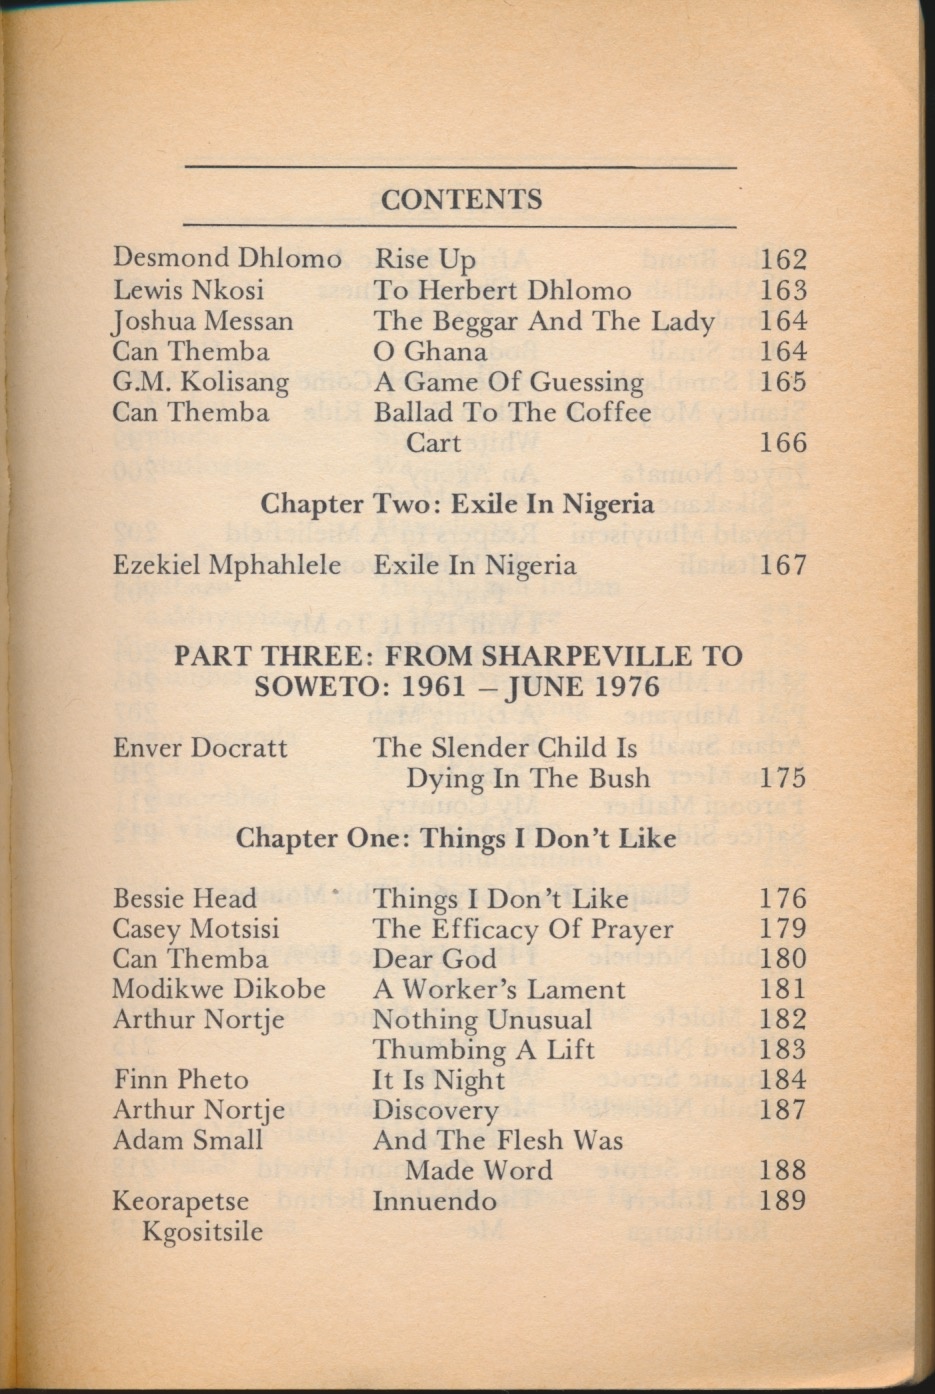 CONTENTS
Desmond Dhlomo Rise Up 162
Lewis Nkosi To Herbert Dhlomo 163
Joshua Messan The Beggar And The Lady 164
Can Themba O Ghana 164
G.M. Kolisang A Game Of Guessing 165
Can Themba Ballad To The Coffee
Cart 166
Chapter Two: Exile In Nigeria
Ezekiel Mphahlele Exile In Nigeria 167
PART THREE: FROM SHARPEVILLE TO
SOWETO: 1961 – JUNE 1976
Enver Docratt The Slender Child Is
Dying In The Bush 175
Chapter One: Things I Don't Like
Bessie Head Things I Don't Like 176
Casey Motsisi The Efficacy Of Prayer 179
Can Themba Dear God 180
Modikwe Dikobe A Worker's Lament 181
Arthur Nortje Nothing Unusual 182
Thumbing A Lift 183
Finn Pheto It Is Night 184
Arthur Nortje Discovery 187
Adam Small And The Flesh Was
Made Word 188
Keorapetse Innuendo 189
Kgositsile